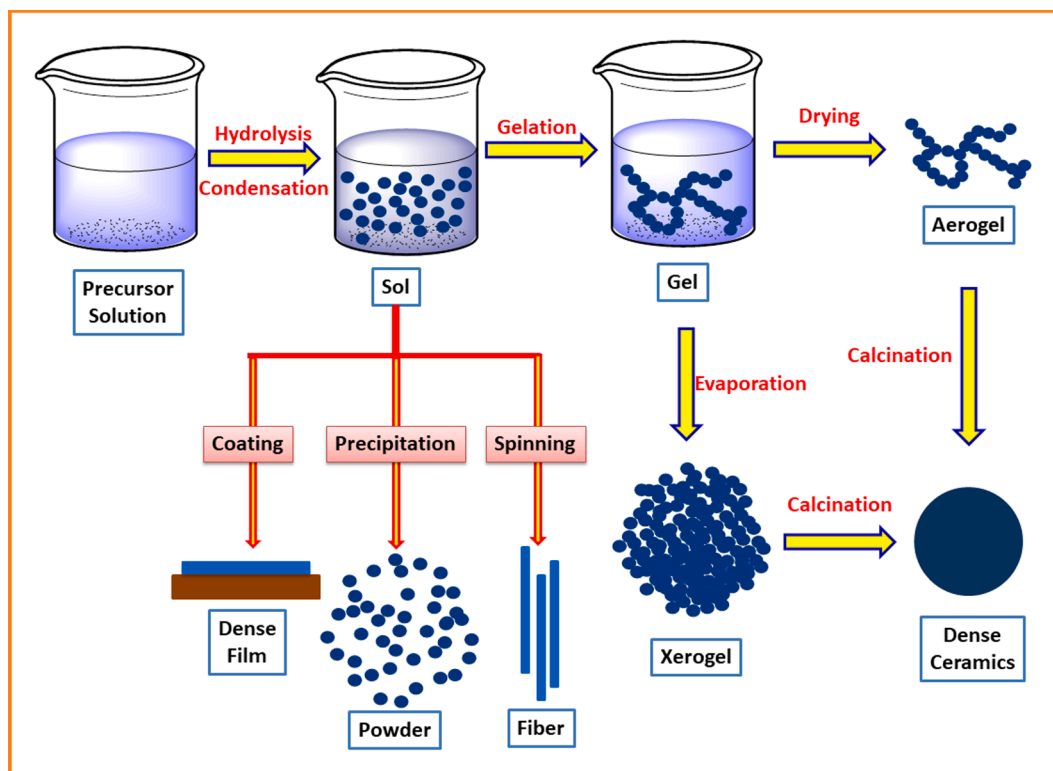 Hydrolysis
Condensation
Gelation
Drying
Precursor
Solution
Sol
Gel
Aerogel
Evaporation
Calcination
Coating
Precipitation
Spinning
Calcination
Dense
Film
Powder
Fiber
Xerogel
Dense
Ceramics